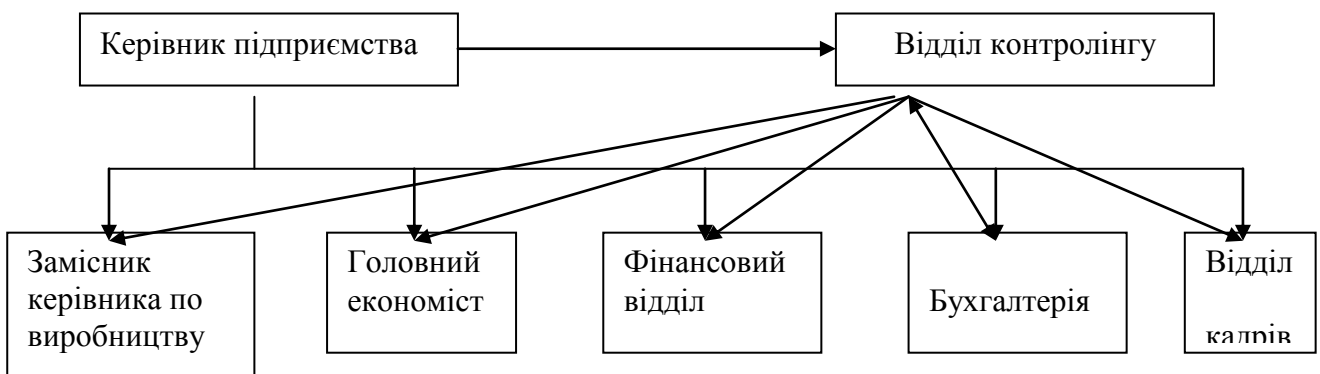 Керівник підприємства
Відділ контролінгу
Замісник
керівника по
виробництву
Головний
економіст
Фінансовий
відділ
Бухгалтерія
Відділ
кадрів